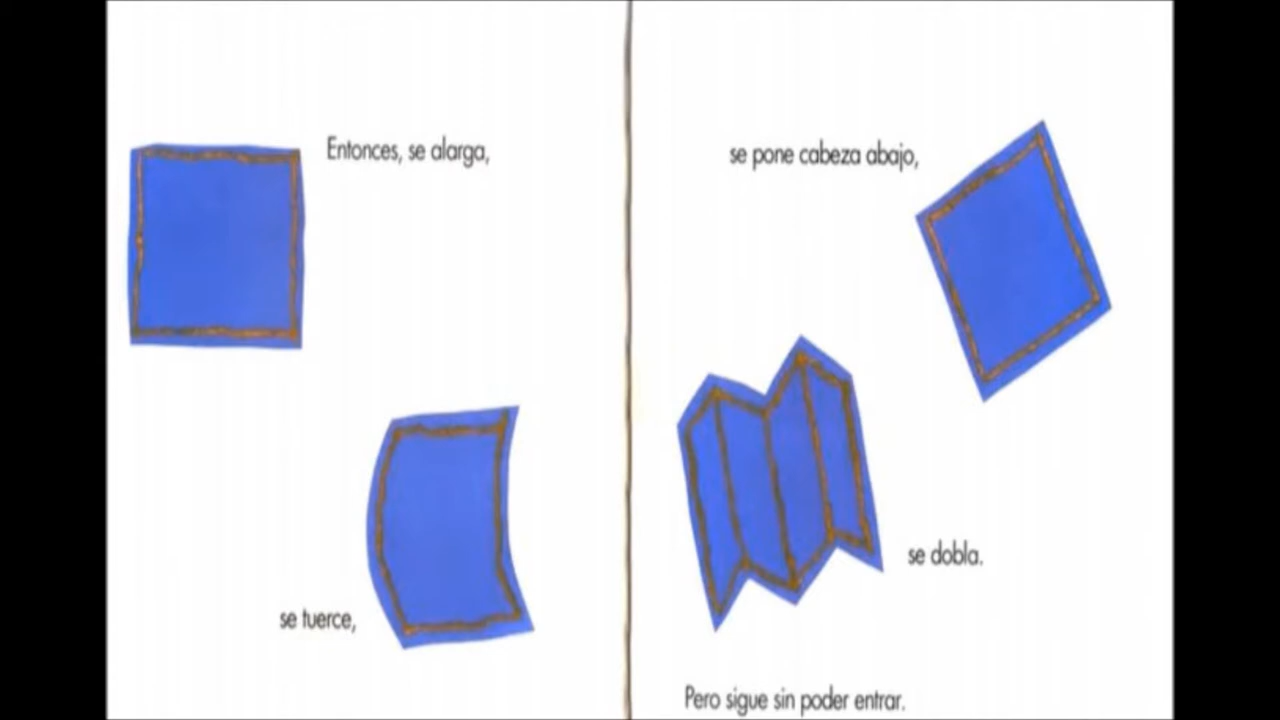 Entonces, se alarga,
se tuerce,
se pone cabeza abajo,
se dobla.
Pero sigue sin poder entrar.